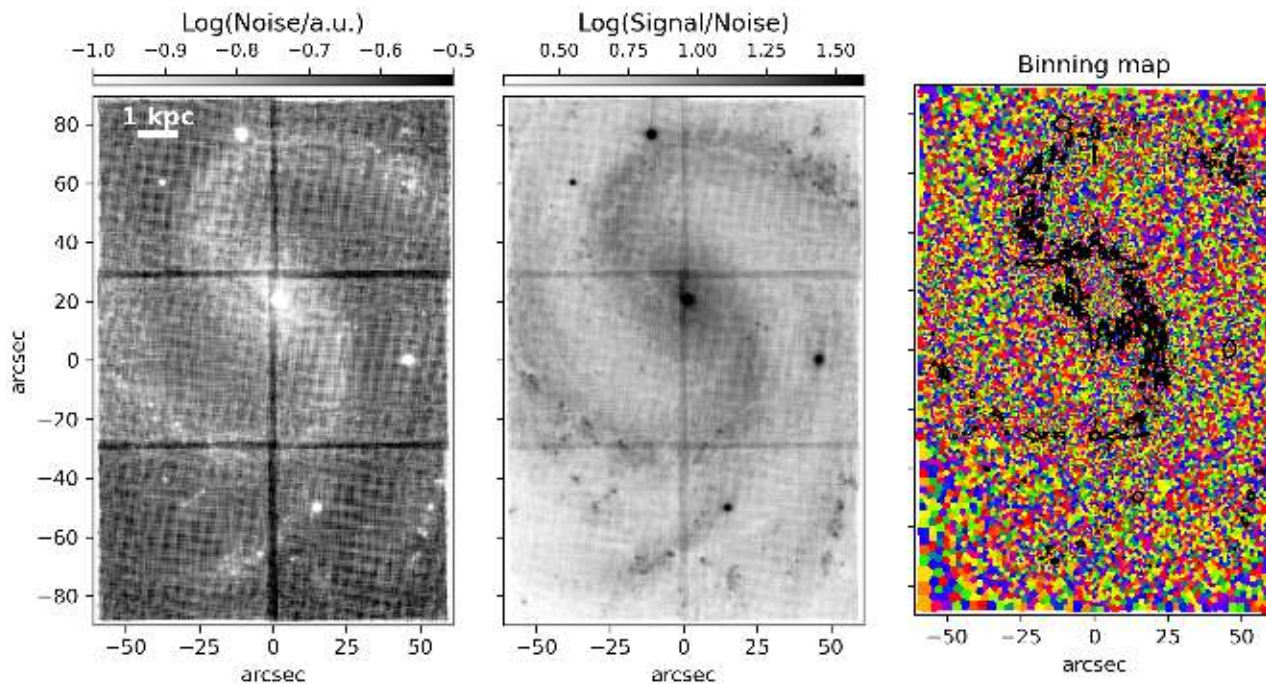 Log(Noise/a.u.)
−1.0 −0.9 −0.8 −0.7 −0.6 −0.5
1 kpc
80
60
40
20
0
−20
−40
−60
−80
arcsec
−50 −25 0 25 50
arcsec
Log(Signal/Noise)
0.50 0.75 1.00 1.25 1.50
−50 −25 0 25 50
arcsec
Binning map
−50 −25 0 25 50
arcsec